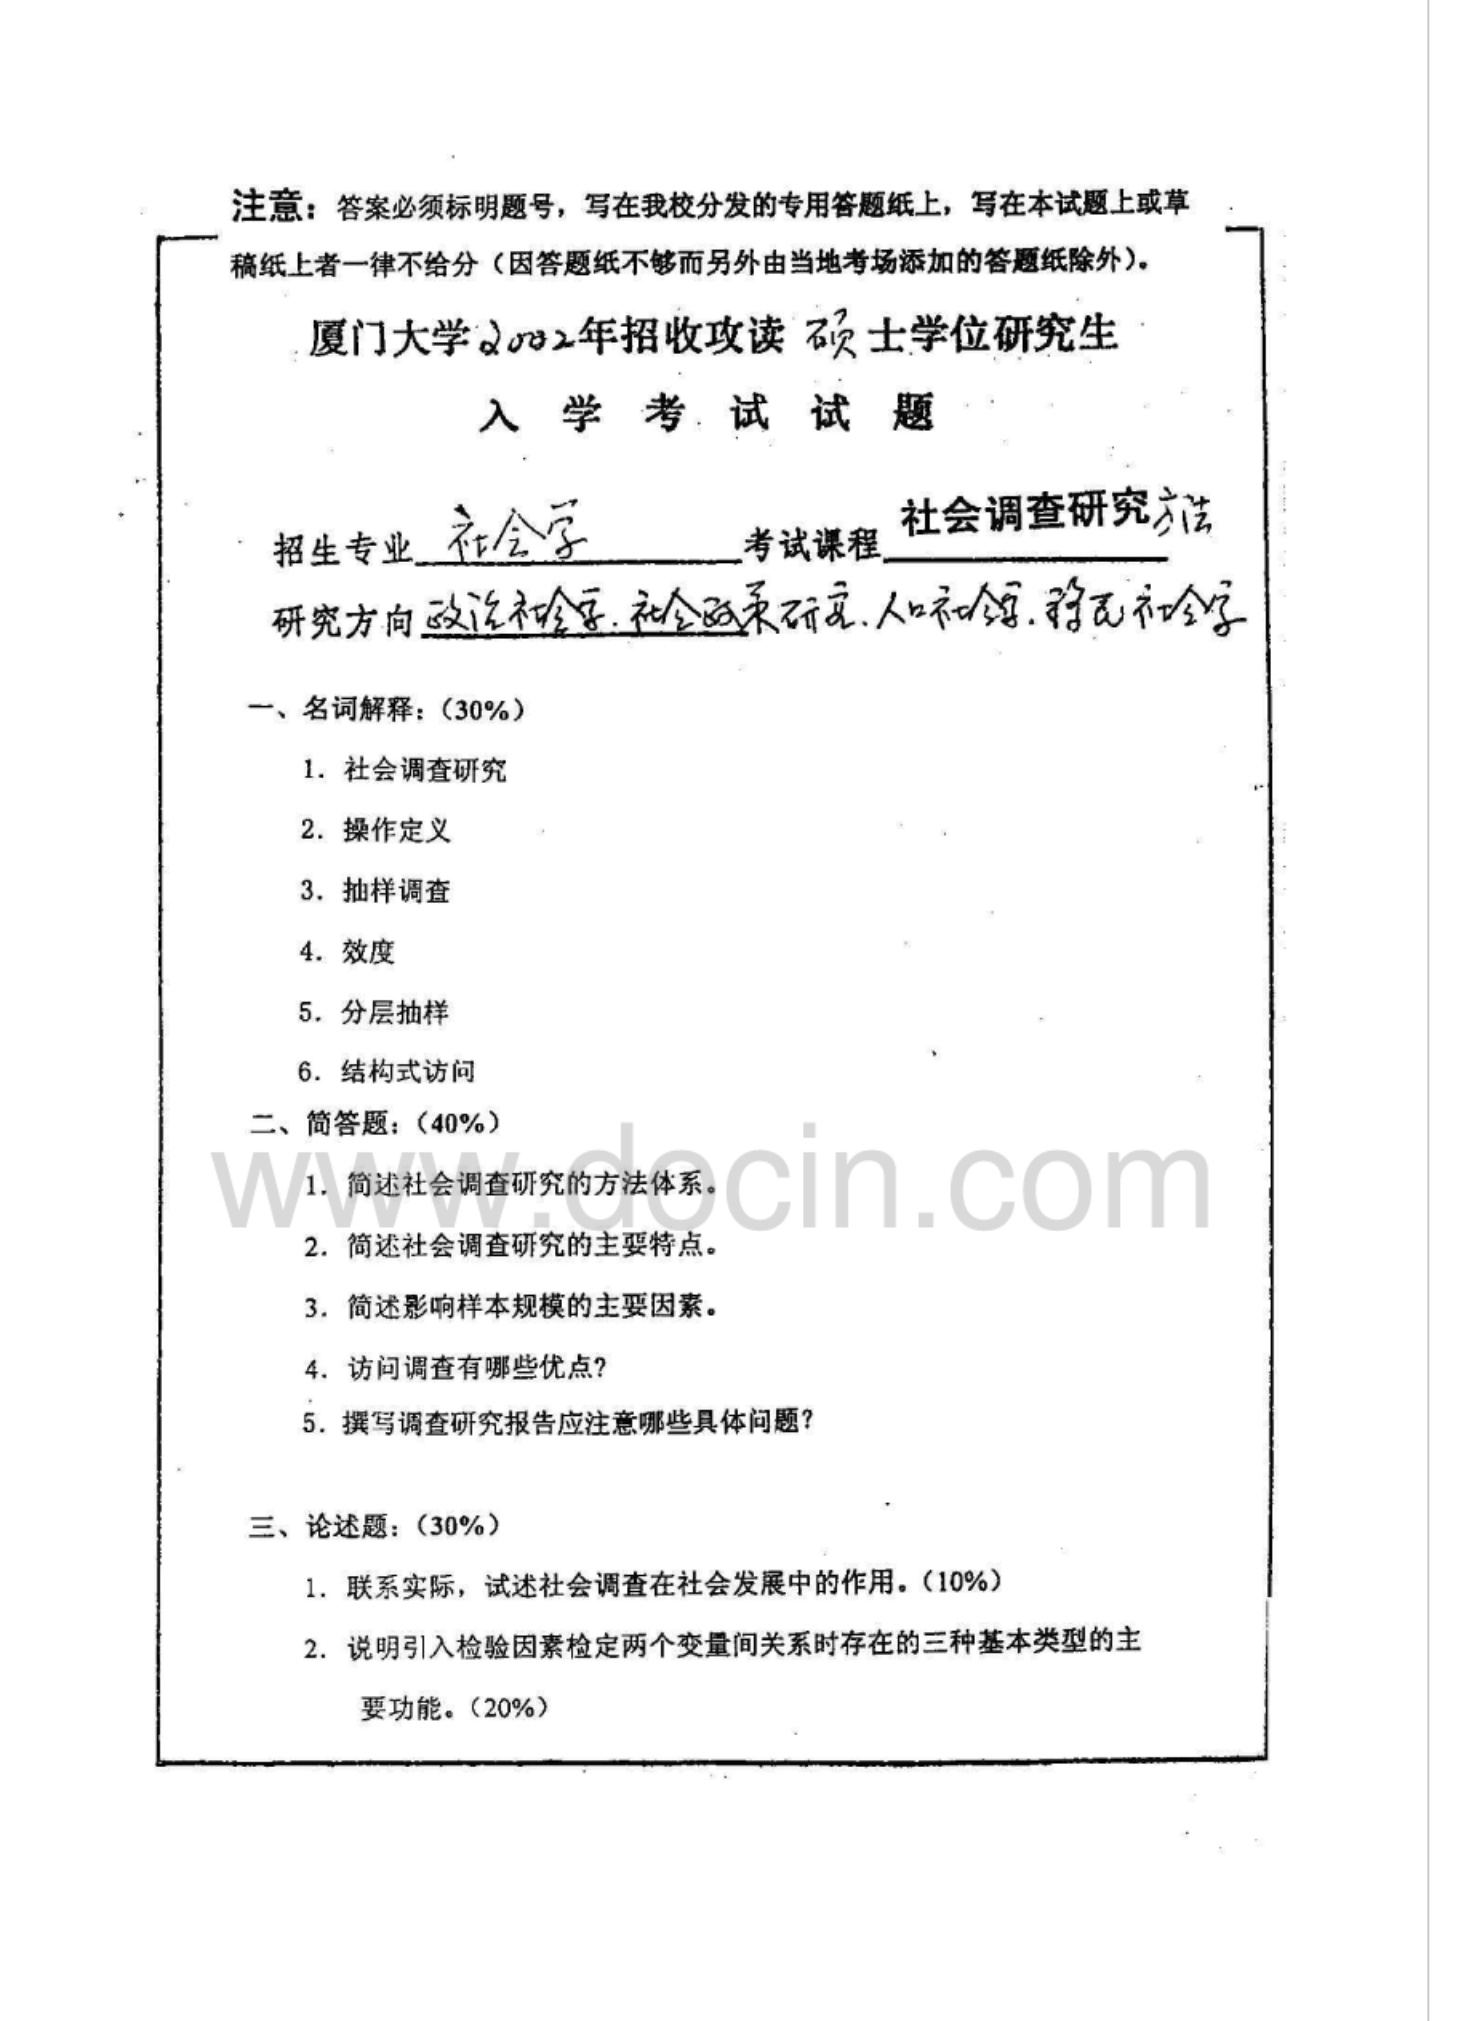 注意：答案必须标明题号，写在我校分发的专用答题纸上，写在本试题上或草
稿纸上者一律不给分（因答题纸不够而另外由当地考场添加的答题纸除外）。
厦门大学2002年招收攻读硕士学位研究生
入学考试试题
招生专业 社会学 考试课程 社会调查研究方法
研究方向 政治社会学、社会政策研究、人口社会学、移民社会学
一、名词解释：（30%）
1．社会调查研究
2．操作定义
3．抽样调查
4．效度
5．分层抽样
6．结构式访问
二、简答题：（40%）
www.docin.com
1．简述社会调查研究的方法体系。
2．简述社会调查研究的主要特点。
3．简述影响样本规模的主要因素。
4．访问调查有哪些优点？
5．撰写调查研究报告应注意哪些具体问题？
三、论述题：（30%）
1．联系实际，试述社会调查在社会发展中的作用。（10%）
2．说明引入检验因素检定两个变量间关系时存在的三种基本类型的主
要功能。（20%）